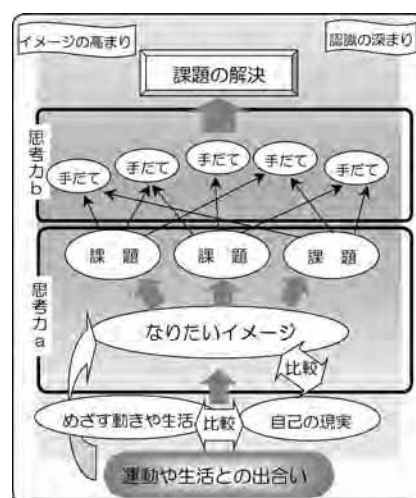 イメージの高まり
認識の深まり
課題の解決
思考力b
手だて
手だて
手だて
手だて
手だて
課題
課題
課題
思考力a
なりたいイメージ
比較
めざす動きや生活
比較
自己の現実
運動や生活との出合い